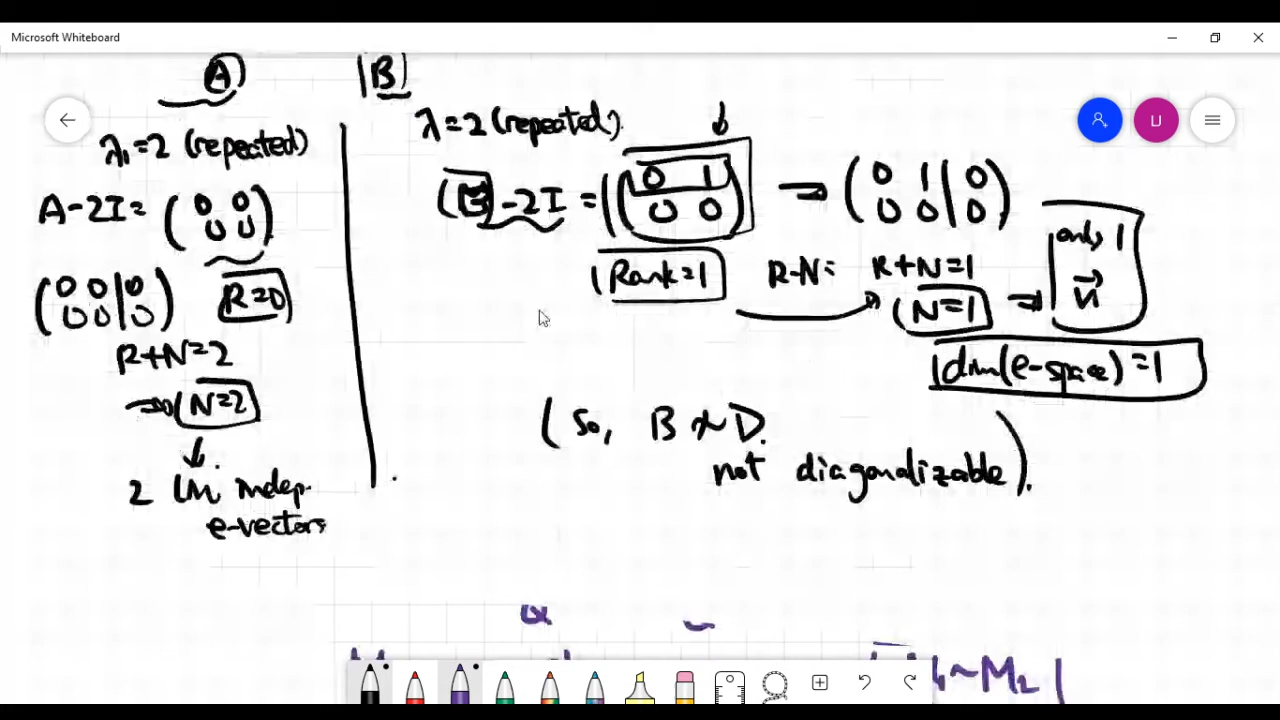 Microsoft Whiteboard
A
λ₁=2 (repeated)
A-2I= (0 0
0 0)
(0 0|0
0 0|0)
R=0
R+N=2
⇒ N=2
↓
2 lin indep.
e-vectors
B
λ=2 (repeated).
(B-2I = (0 1
0 0)
→ (0 1|0
0 0|0)
Rank=1
R-N: R+N=1
N=1 ⇒
only 1
v⃗
dim(e-space)=1
(So, B ≁ D.
not diagonalizable).
~M₂
U